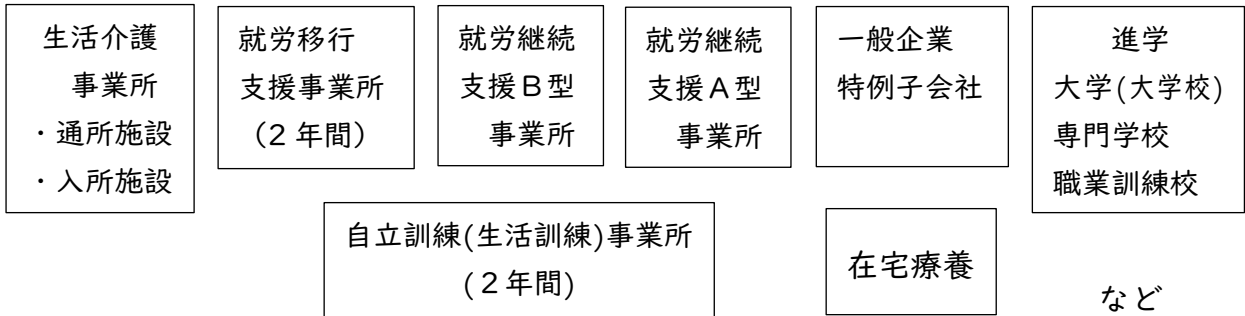 生活介護
事業所
・通所施設
・入所施設
就労移行
支援事業所
（2年間）
就労継続
支援Ｂ型
事業所
就労継続
支援Ａ型
事業所
一般企業
特例子会社
進学
大学(大学校)
専門学校
職業訓練校
自立訓練(生活訓練)事業所
(２年間)
在宅療養
など